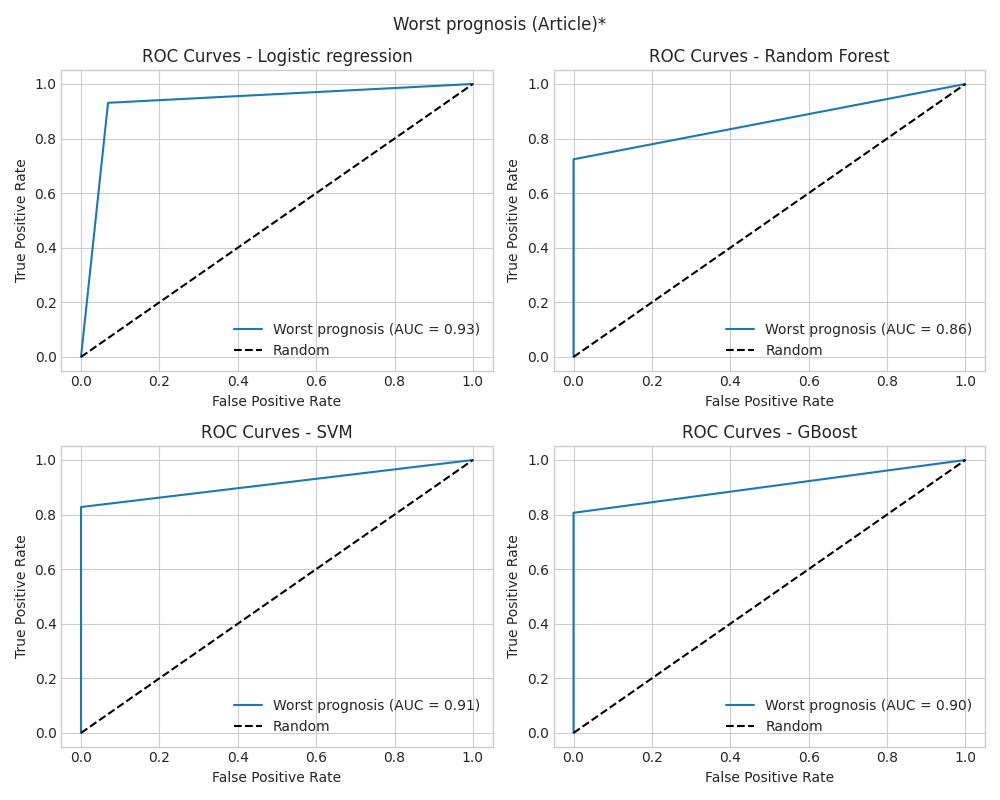 Worst prognosis (Article)*
ROC Curves - Logistic regression
True Positive Rate
1.0
0.8
0.6
0.4
0.2
0.0
Worst prognosis (AUC = 0.93)
Random
0.0 0.2 0.4 0.6 0.8 1.0
False Positive Rate
ROC Curves - Random Forest
True Positive Rate
1.0
0.8
0.6
0.4
0.2
0.0
Worst prognosis (AUC = 0.86)
Random
0.0 0.2 0.4 0.6 0.8 1.0
False Positive Rate
ROC Curves - SVM
True Positive Rate
1.0
0.8
0.6
0.4
0.2
0.0
Worst prognosis (AUC = 0.91)
Random
0.0 0.2 0.4 0.6 0.8 1.0
False Positive Rate
ROC Curves - GBoost
True Positive Rate
1.0
0.8
0.6
0.4
0.2
0.0
Worst prognosis (AUC = 0.90)
Random
0.0 0.2 0.4 0.6 0.8 1.0
False Positive Rate